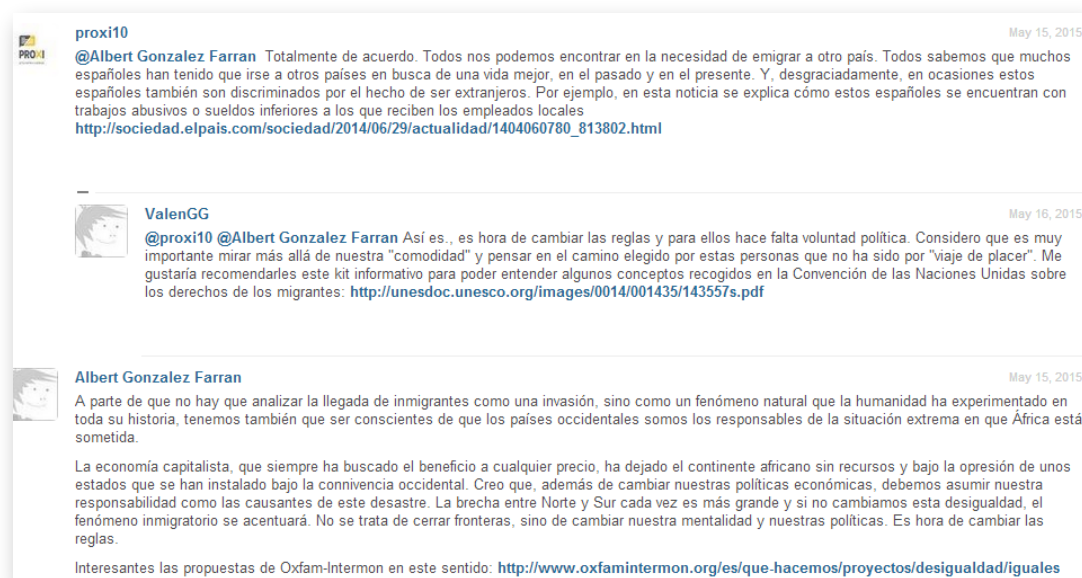 proxi10
May 15, 2015
PROXI
@Albert Gonzalez Farran Totalmente de acuerdo. Todos nos podemos encontrar en la necesidad de emigrar a otro país. Todos sabemos que muchos
españoles han tenido que irse a otros países en busca de una vida mejor, en el pasado y en el presente. Y, desgraciadamente, en ocasiones estos
españoles también son discriminados por el hecho de ser extranjeros. Por ejemplo, en esta noticia se explica cómo estos españoles se encuentran con
trabajos abusivos o sueldos inferiores a los que reciben los empleados locales
http://sociedad.elpais.com/sociedad/2014/06/29/actualidad/1404060780_813802.html
ValenGG
May 16, 2015
@proxi10 @Albert Gonzalez Farran Así es., es hora de cambiar las reglas y para ellos hace falta voluntad política. Considero que es muy
importante mirar más allá de nuestra "comodidad" y pensar en el camino elegido por estas personas que no ha sido por "viaje de placer". Me
gustaría recomendarles este kit informativo para poder entender algunos conceptos recogidos en la Convención de las Naciones Unidas sobre
los derechos de los migrantes: http://unesdoc.unesco.org/images/0014/001435/143557s.pdf
Albert Gonzalez Farran
May 15, 2015
A parte de que no hay que analizar la llegada de inmigrantes como una invasión, sino como un fenómeno natural que la humanidad ha experimentado en
toda su historia, tenemos también que ser conscientes de que los países occidentales somos los responsables de la situación extrema en que África está
sometida.
La economía capitalista, que siempre ha buscado el beneficio a cualquier precio, ha dejado el continente africano sin recursos y bajo la opresión de unos
estados que se han instalado bajo la connivencia occidental. Creo que, además de cambiar nuestras políticas económicas, debemos asumir nuestra
responsabilidad como las causantes de este desastre. La brecha entre Norte y Sur cada vez es más grande y si no cambiamos esta desigualdad, el
fenómeno inmigratorio se acentuará. No se trata de cerrar fronteras, sino de cambiar nuestra mentalidad y nuestras políticas. Es hora de cambiar las
reglas.
Interesantes las propuestas de Oxfam-Intermon en este sentido: http://www.oxfamintermon.org/es/que-hacemos/proyectos/desigualdad/iguales